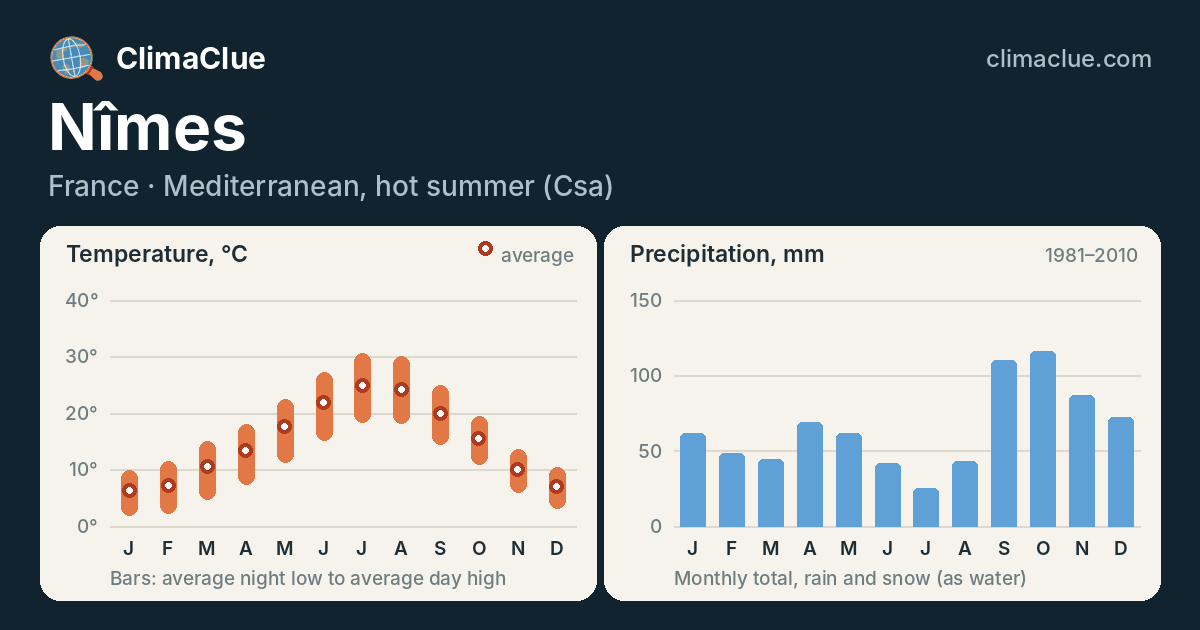 ClimaClue
climaclue.com
Nîmes
France · Mediterranean, hot summer (Csa)
Temperature, °C
average
40°
30°
20°
10°
0°
J F M A M J J A S O N D
Bars: average night low to average day high
Precipitation, mm
1981–2010
150
100
50
0
J F M A M J J A S O N D
Monthly total, rain and snow (as water)